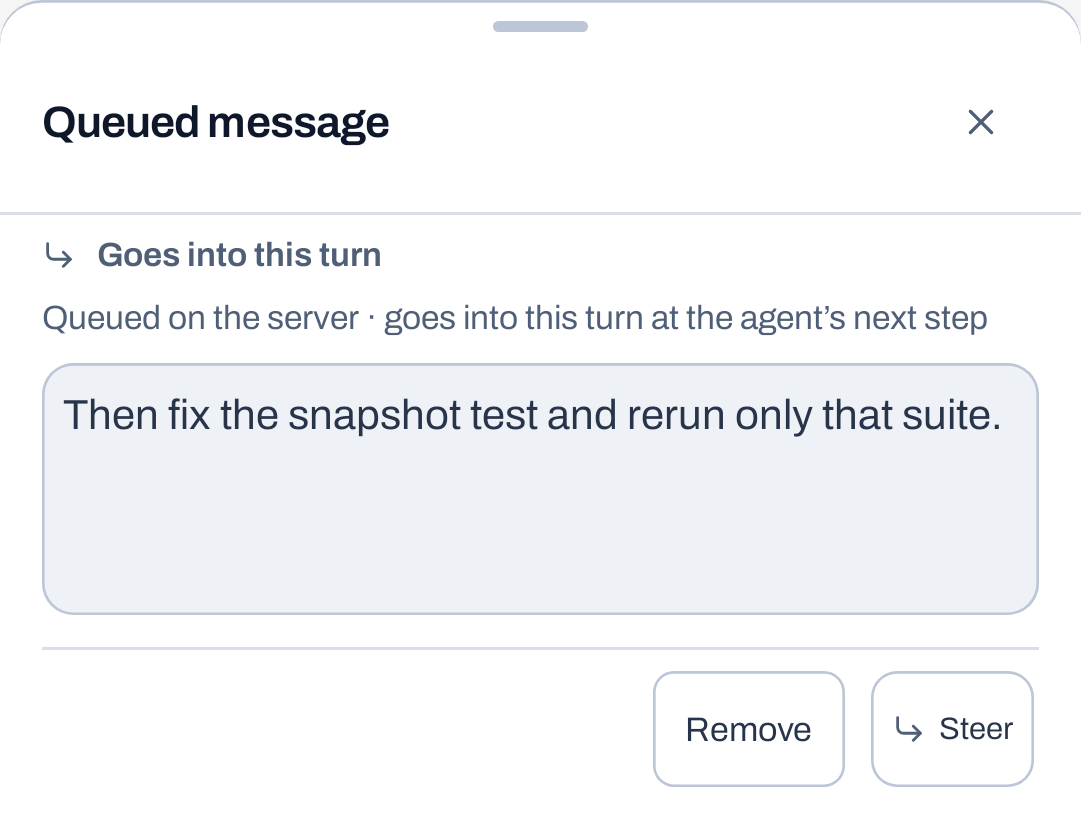 Queued message
Goes into this turn
Queued on the server · goes into this turn at the agent’s next step
Then fix the snapshot test and rerun only that suite.
Remove
Steer